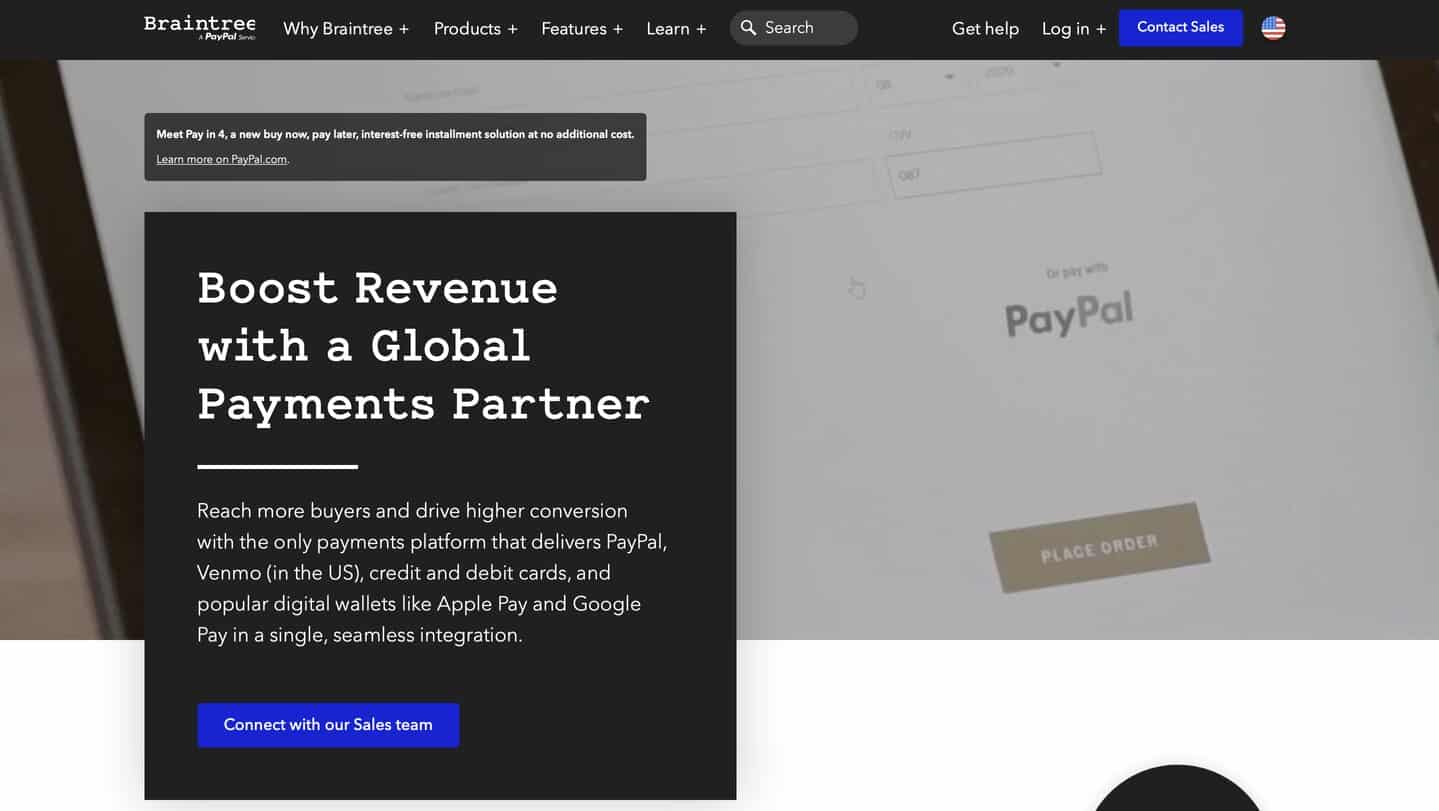 Braintree
A PayPal Service
Why Braintree +
Products +
Features +
Learn +
Search
Get help
Log in +
Contact Sales
Meet Pay in 4, a new buy now, pay later, interest-free installment solution at no additional cost.
Learn more on PayPal.com.
08
2020
CVV
087
Or pay with
PayPal
PLACE ORDER
Boost Revenue
with a Global
Payments Partner
Reach more buyers and drive higher conversion
with the only payments platform that delivers PayPal,
Venmo (in the US), credit and debit cards, and
popular digital wallets like Apple Pay and Google
Pay in a single, seamless integration.
Connect with our Sales team